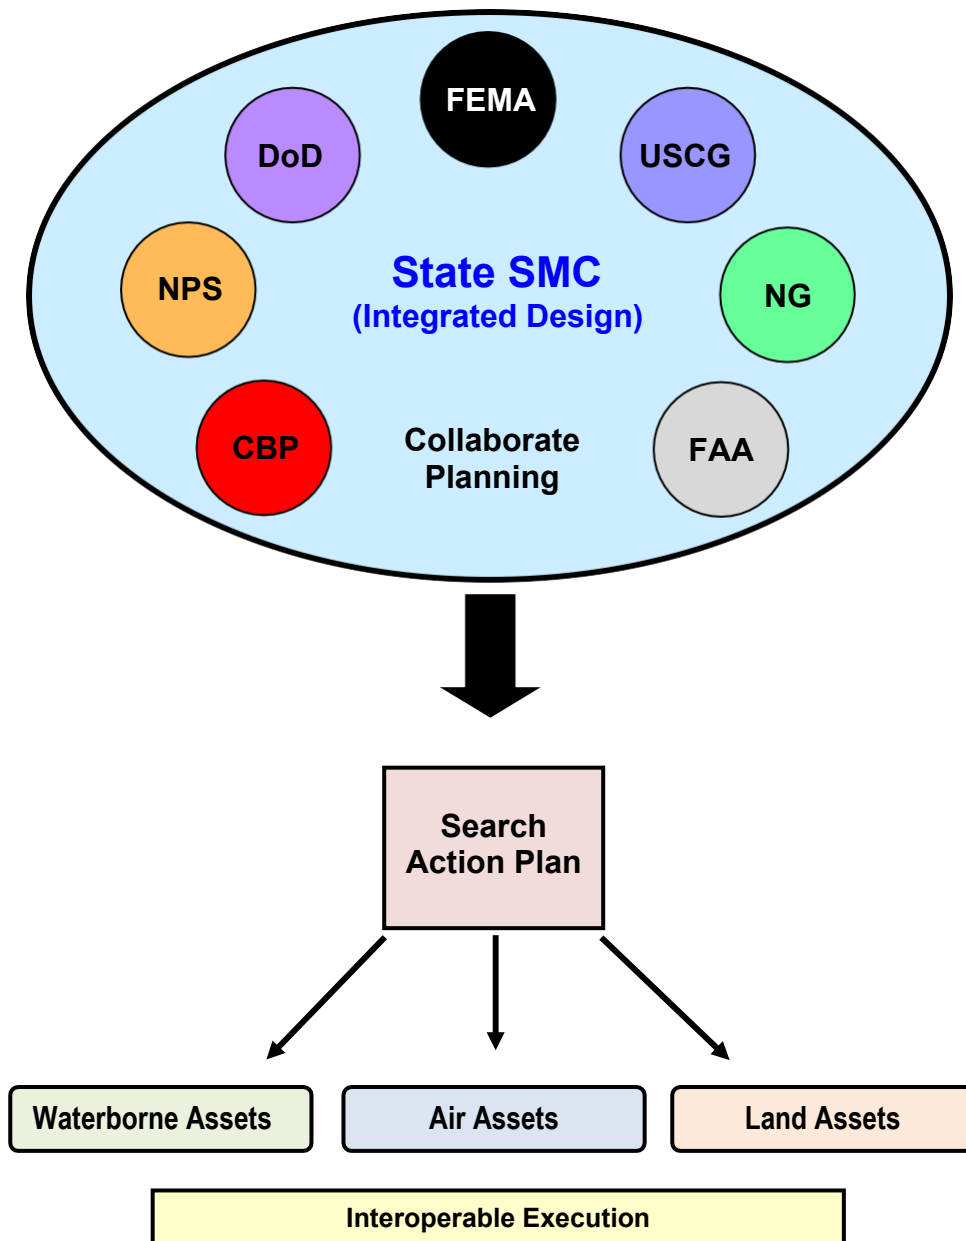 FEMA
DoD
USCG
NPS
State SMC
(Integrated Design)
NG
CBP
Collaborate
Planning
FAA
Search
Action Plan
Waterborne Assets
Air Assets
Land Assets
Interoperable Execution